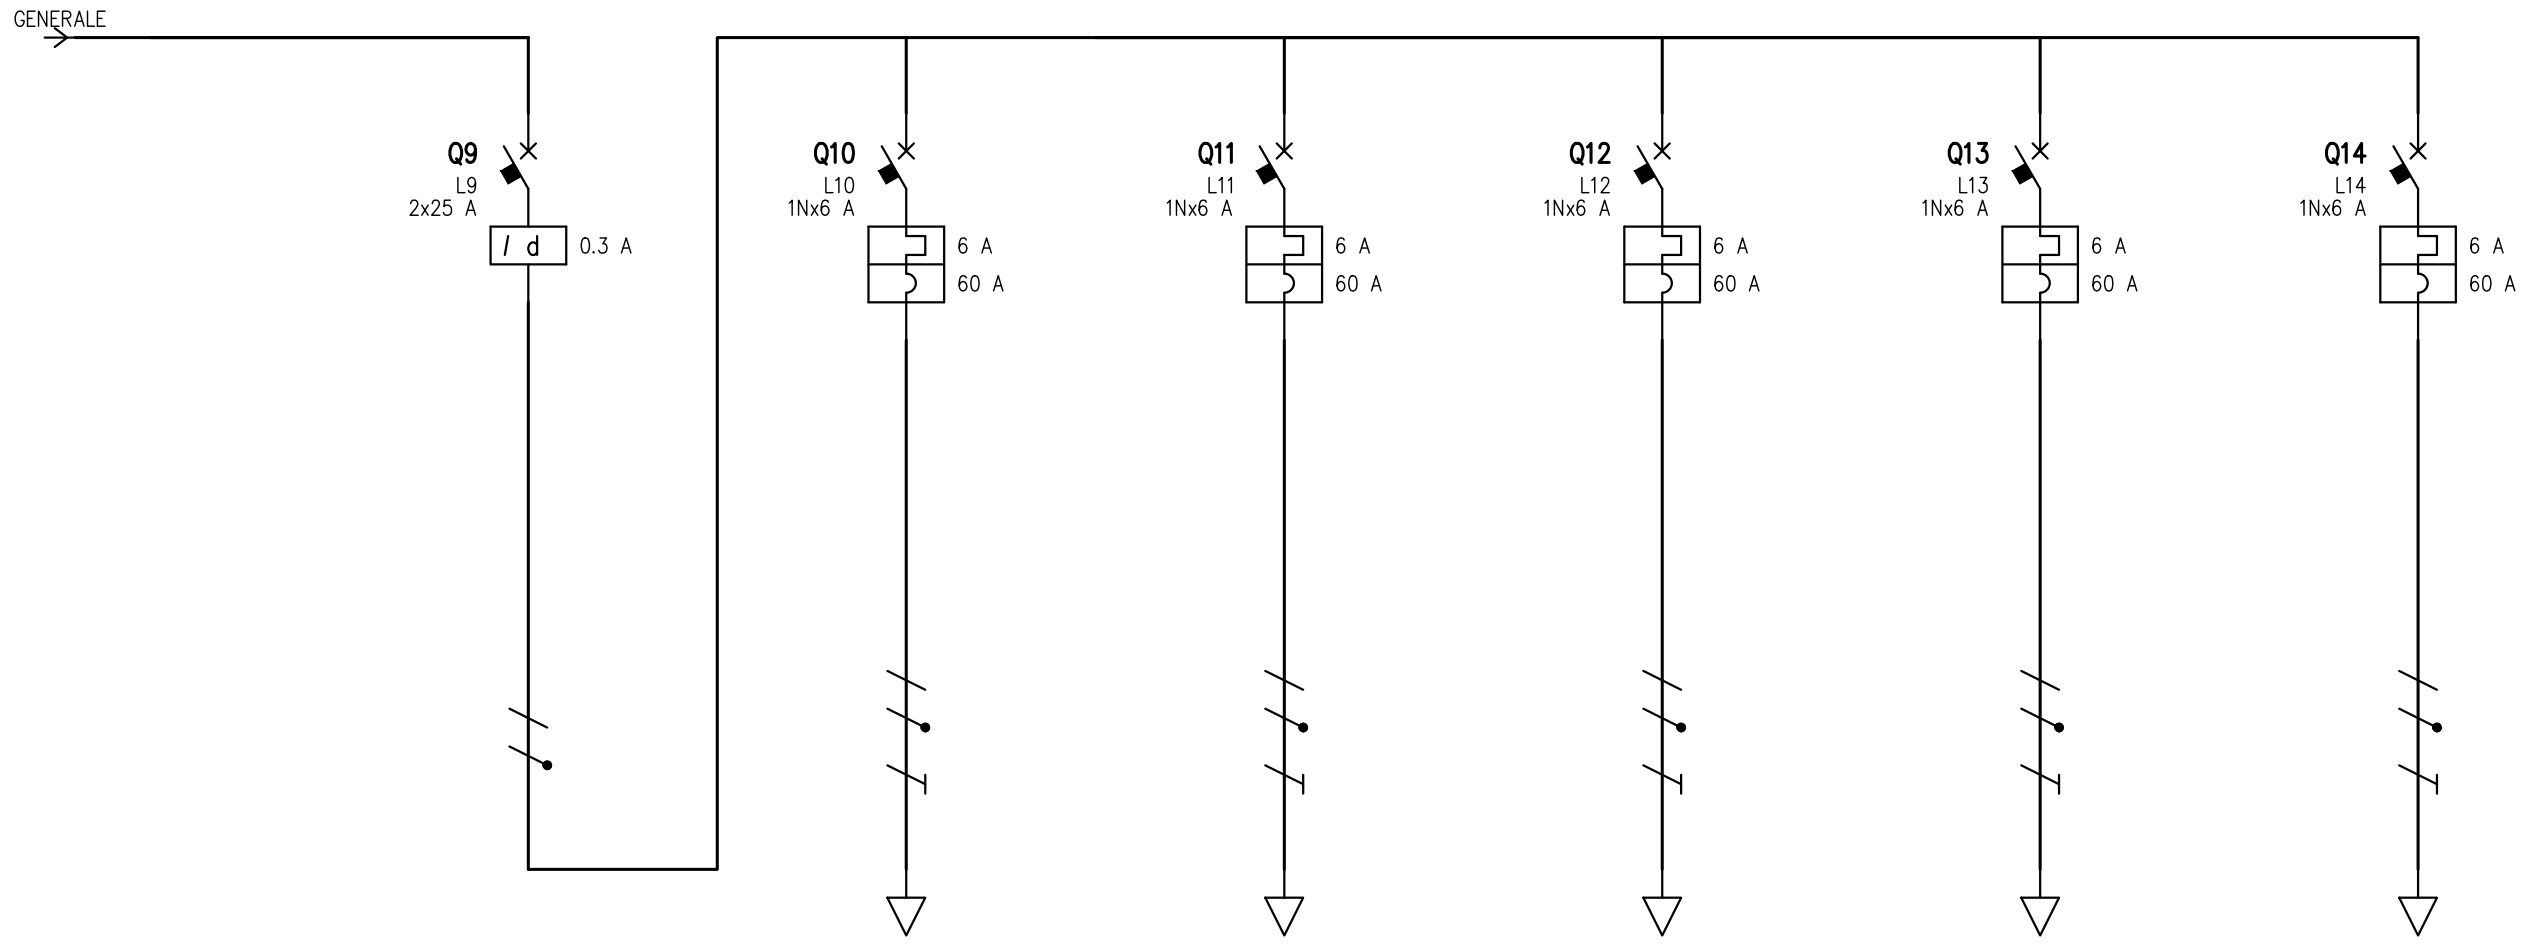 GENERALE
Q9
L9
2x25 A
I d
0.3 A
Q10
L10
1Nx6 A
6 A
60 A
Q11
L11
1Nx6 A
6 A
60 A
Q12
L12
1Nx6 A
6 A
60 A
Q13
L13
1Nx6 A
6 A
60 A
Q14
L14
1Nx6 A
6 A
60 A